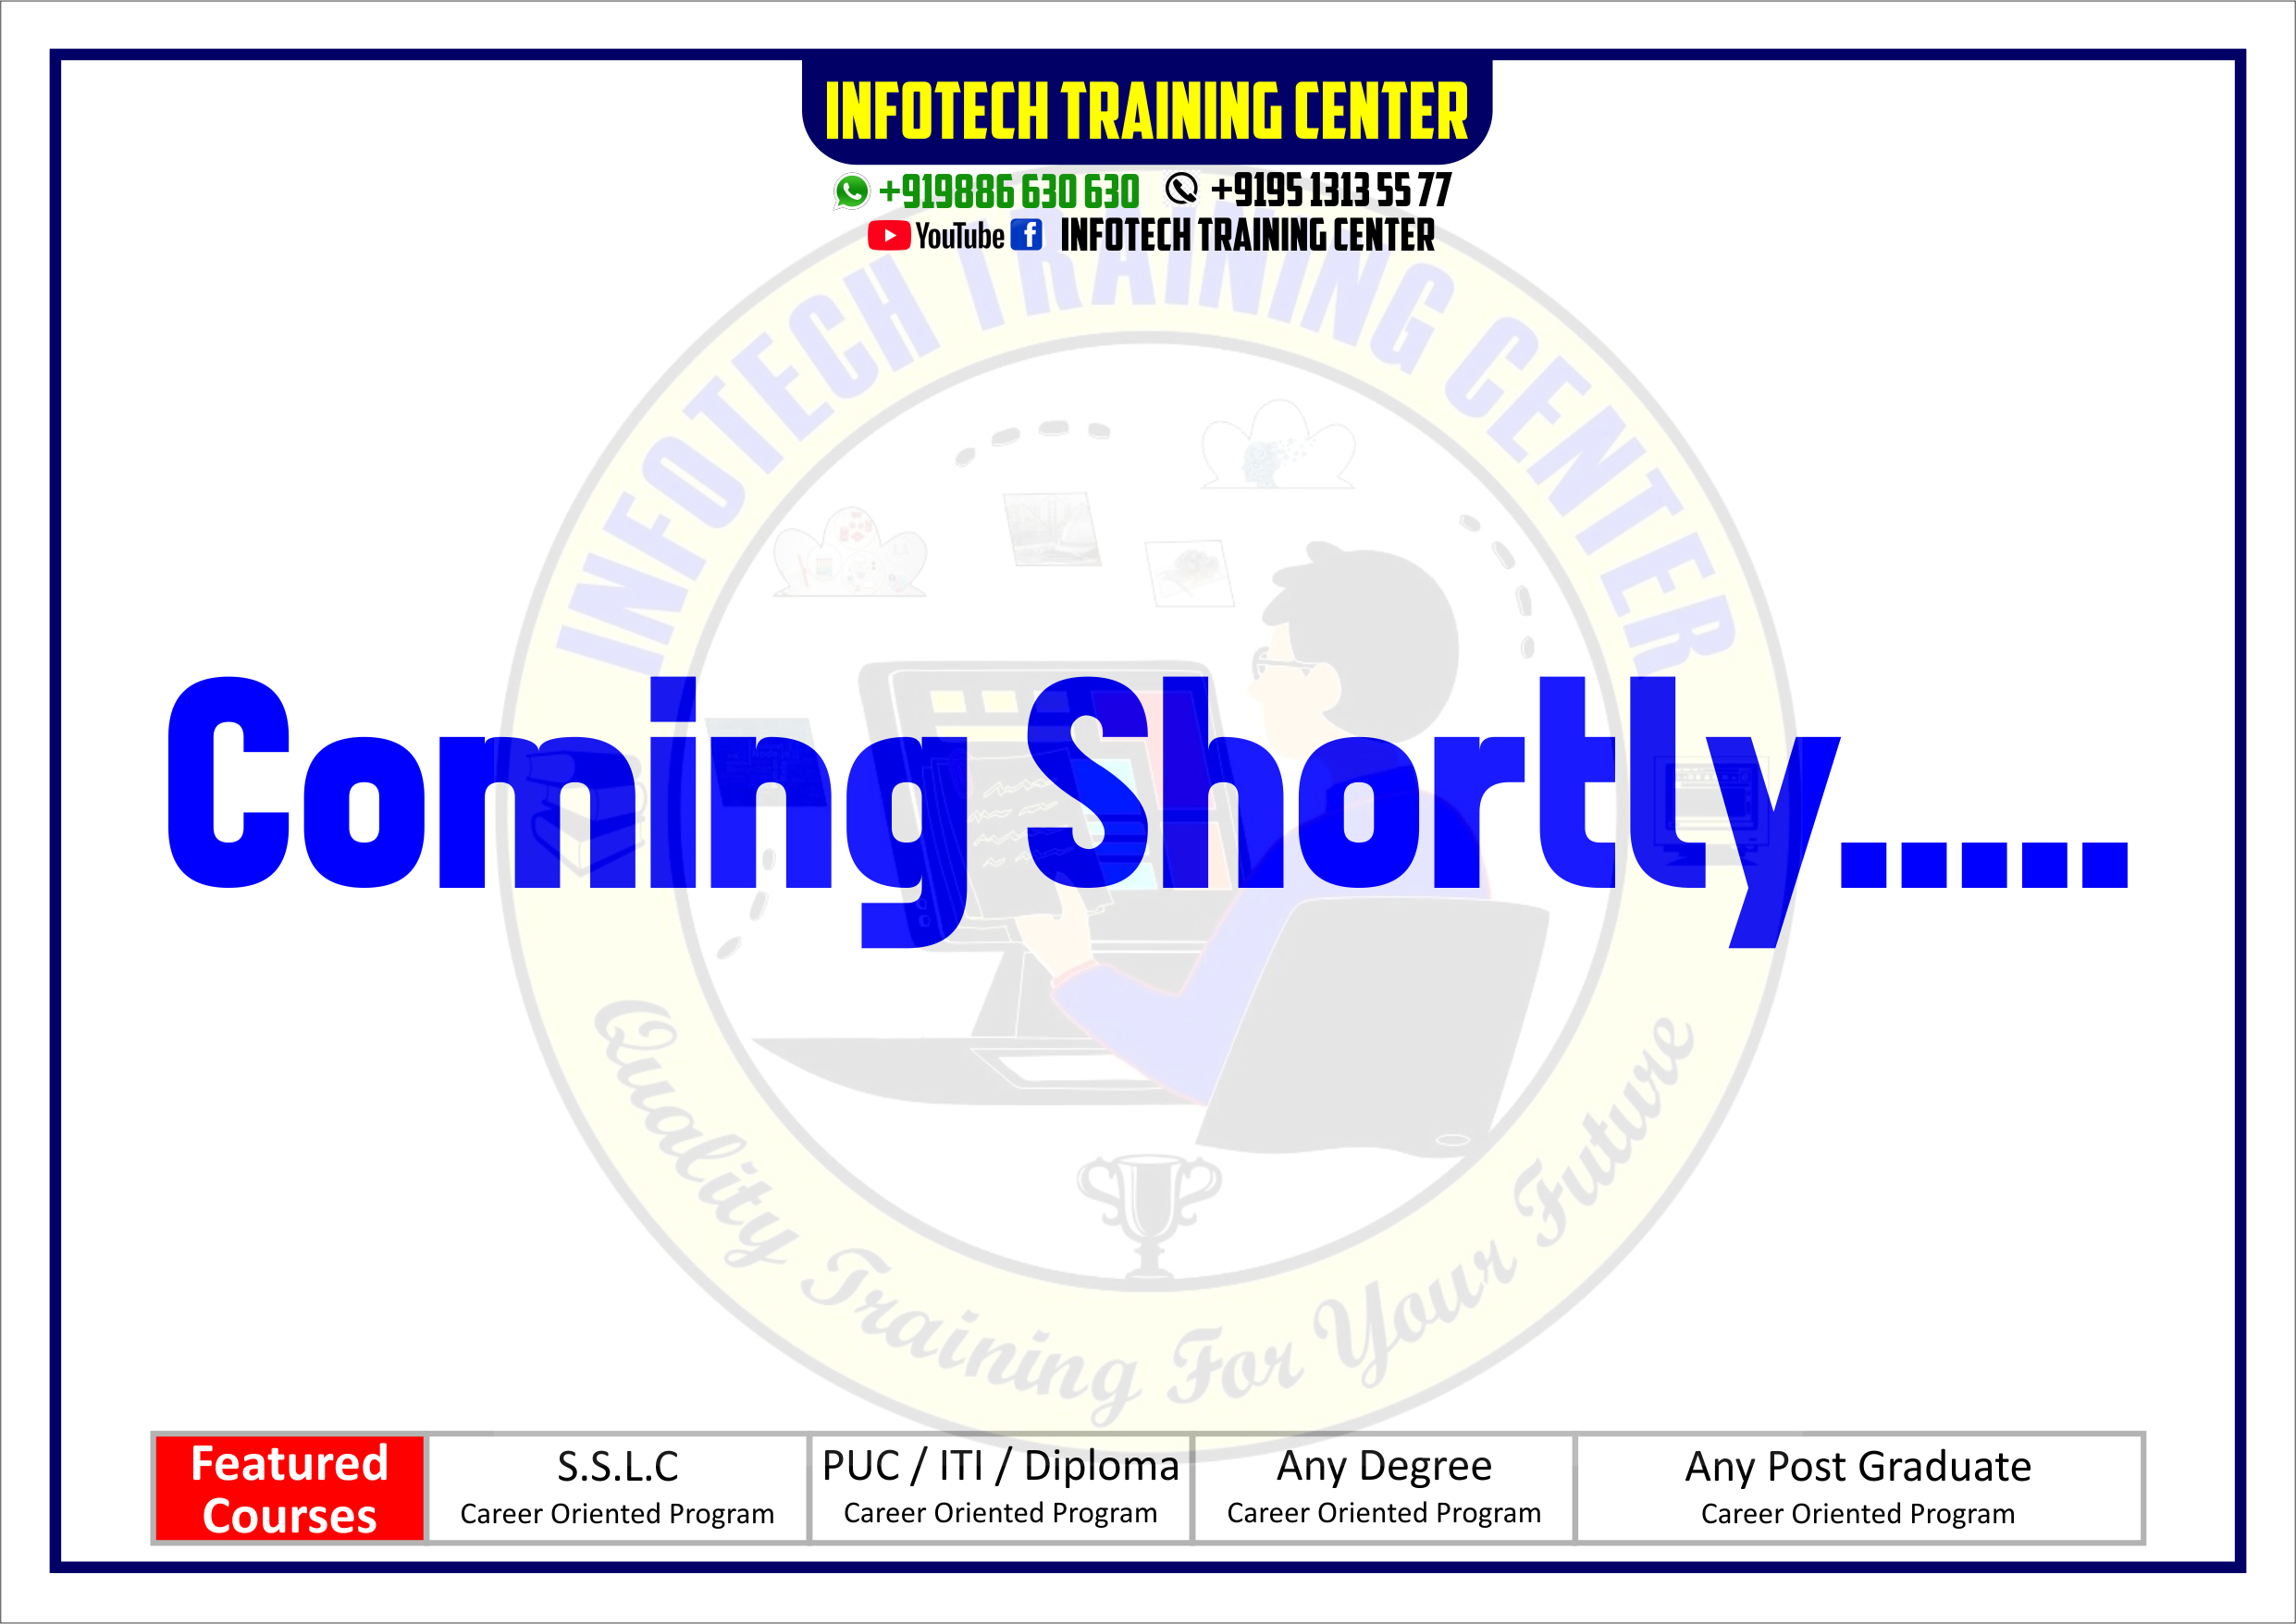 INFOTECH TRAINING CENTER
+919886 630 630 +9195 1313 55 77
YouTube INFOTECH TRAINING CENTER
INFOTECH TRAINING CENTER
Coming Shortly.....
Quality Training For Your Future
Featured Courses
S.S.L.C
Career Oriented Program
PUC / ITI / Diploma
Career Oriented Program
Any Degree
Career Oriented Program
Any Post Graduate
Career Oriented Program